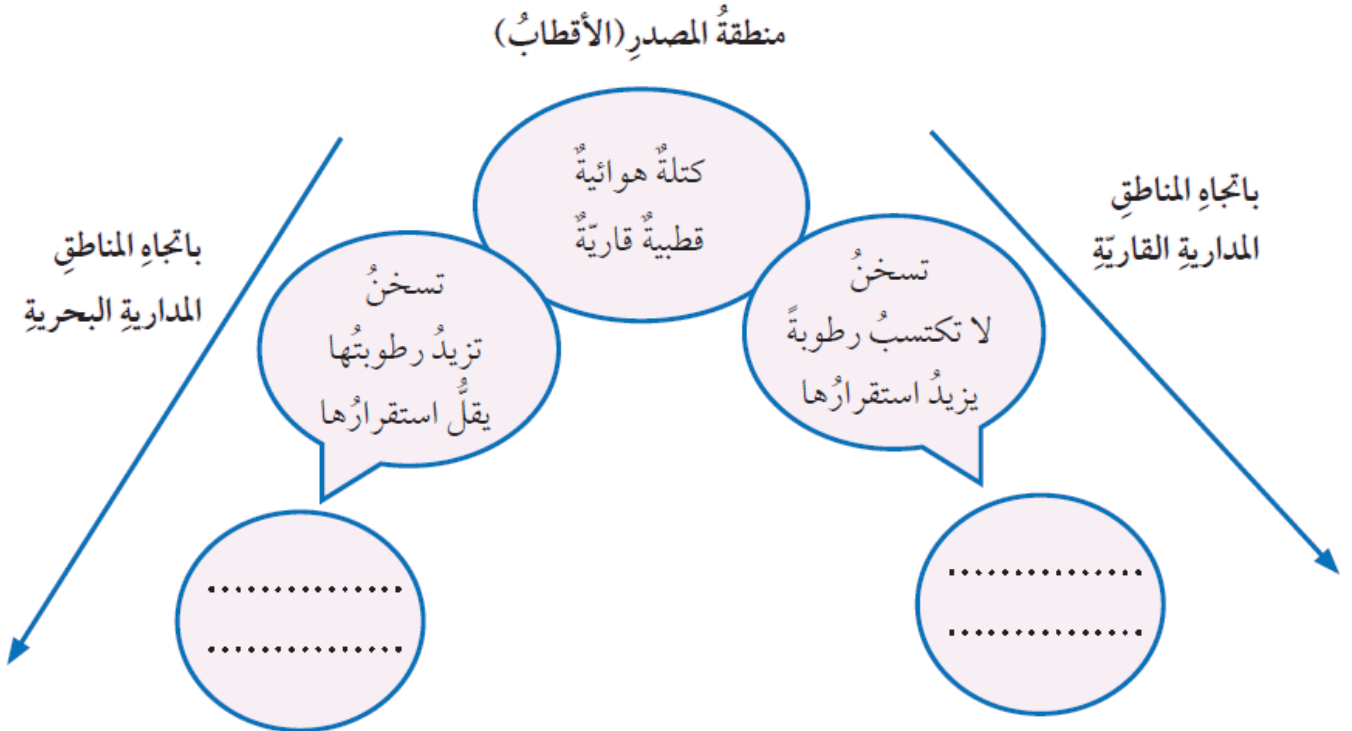 منطقةُ المصدرِ (الأقطابُ)
كتلةٌ هوائيةٌ
قطبيةٌ قاريّةٌ
باتجاهِ المناطقِ
المداريةِ القاريّةِ
تسخنُ
لا تكتسبُ رطوبةً
يزيدُ استقرارُها
.................
.................
باتجاهِ المناطقِ
المداريةِ البحريةِ
تسخنُ
تزيدُ رطوبتُها
يقلُّ استقرارُها
.................
.................